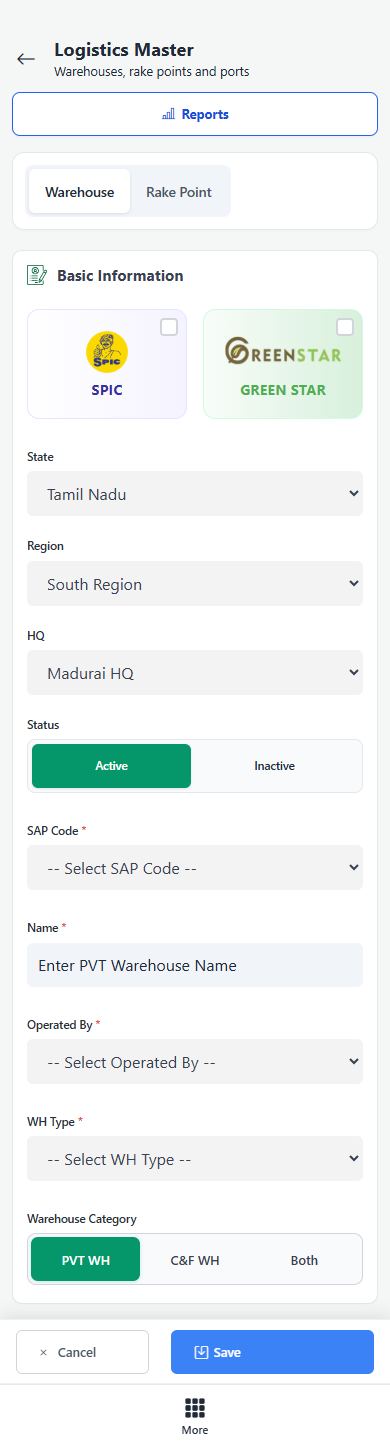 Logistics Master
Warehouses, rake points and ports
Reports
Warehouse Rake Point
Basic Information
SPIC
SPIC
GREENSTAR
GREEN STAR
State
Tamil Nadu
Region
South Region
HQ
Madurai HQ
Status
Active Inactive
SAP Code *
-- Select SAP Code --
Name *
Enter PVT Warehouse Name
Operated By *
-- Select Operated By --
WH Type *
-- Select WH Type --
Warehouse Category
PVT WH C&F WH Both
× Cancel Save
More